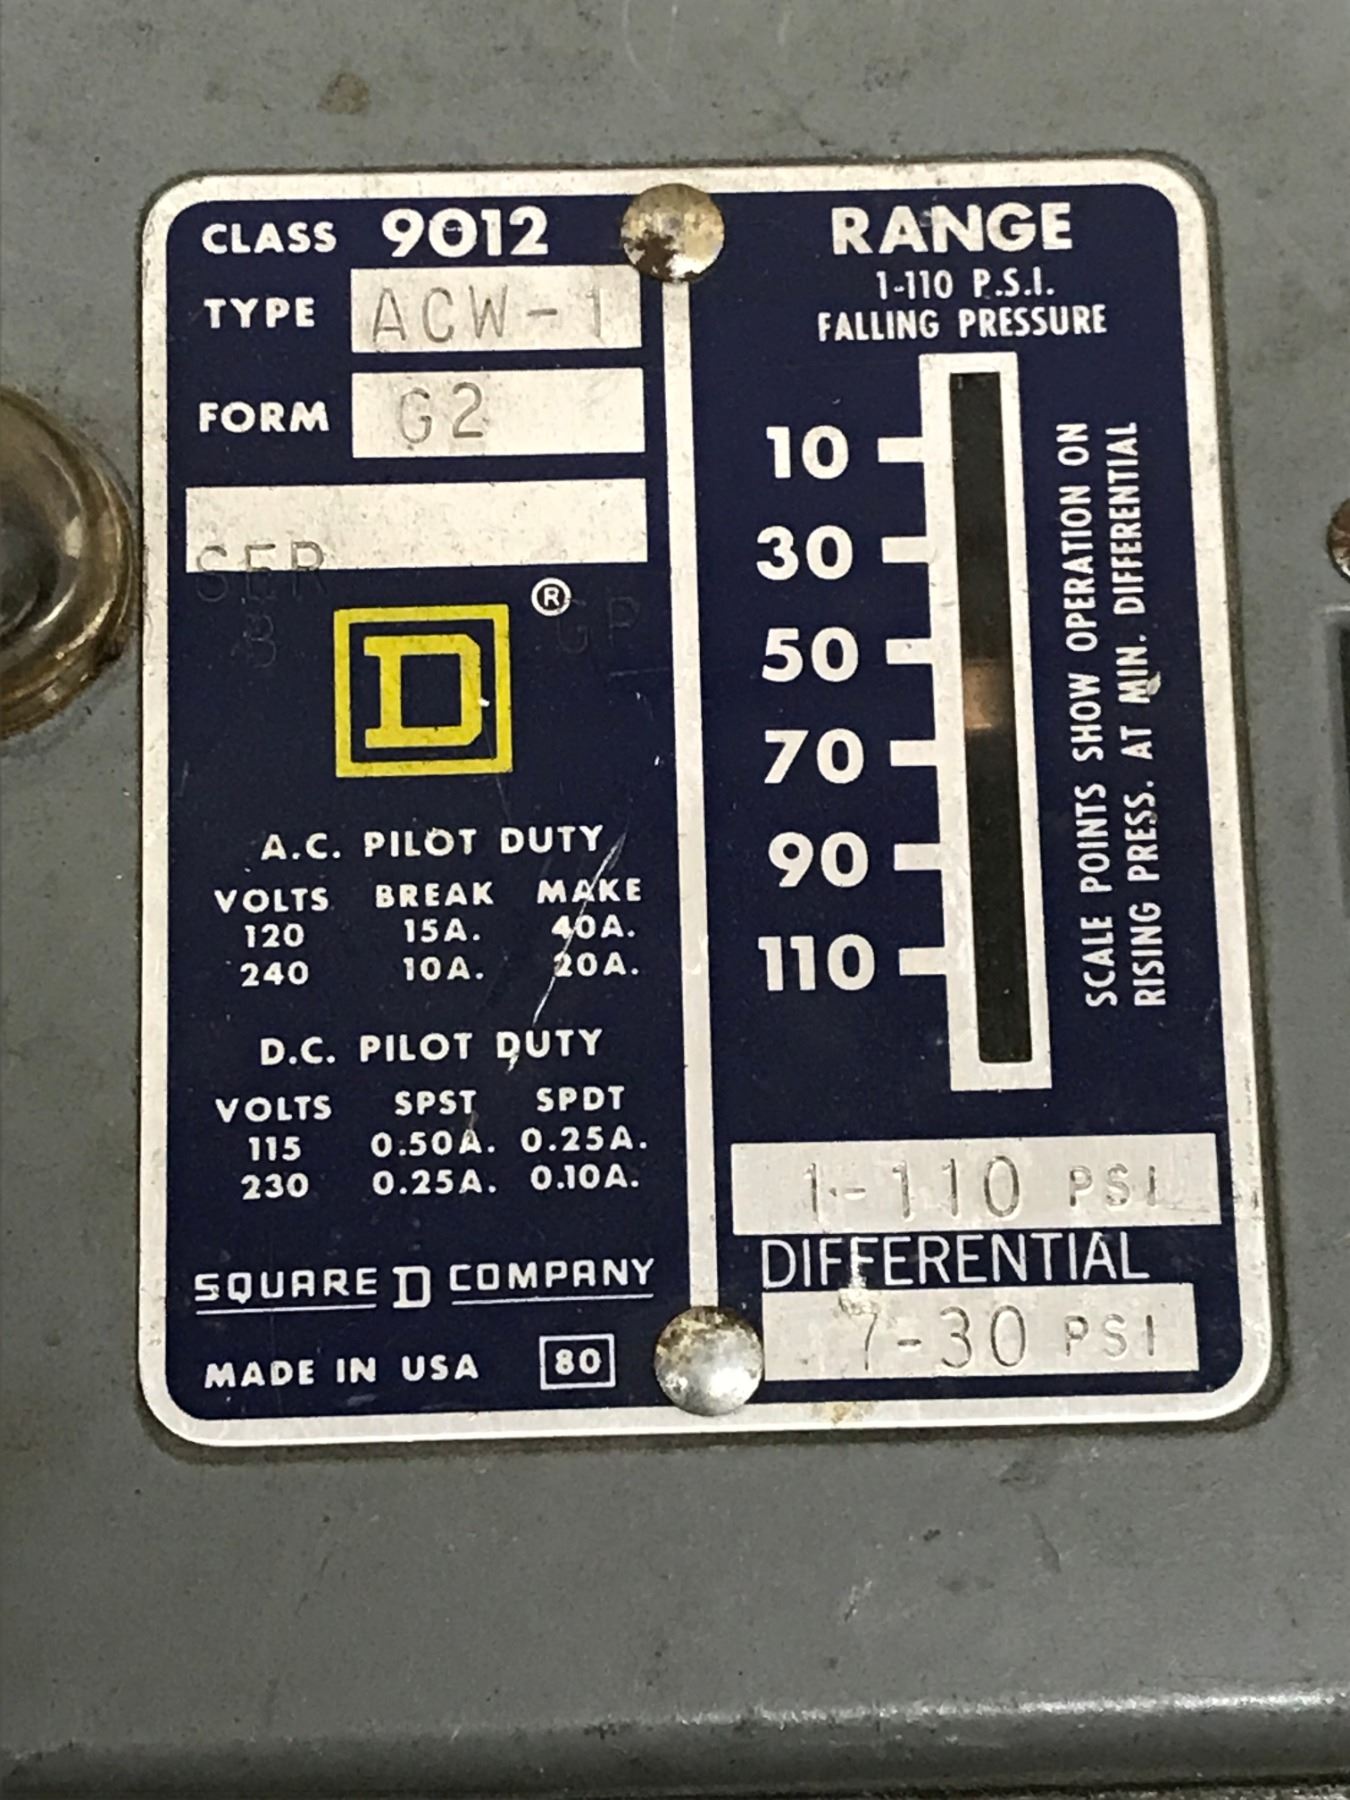 CLASS 9012
TYPE ACW-1
FORM G2
SER
B GP
®
D
A.C. PILOT DUTY
VOLTS BREAK MAKE
120 15A. 40A.
240 10A. 20A.
D.C. PILOT DUTY
VOLTS SPST SPDT
115 0.50A. 0.25A.
230 0.25A. 0.10A.
SQUARE D COMPANY
MADE IN USA 80
RANGE
1-110 P.S.I.
FALLING PRESSURE
10
30
50
70
90
110
SCALE POINTS SHOW OPERATION ON
RISING PRESS. AT MIN. DIFFERENTIAL
1-110 PSI
DIFFERENTIAL
7-30 PSI